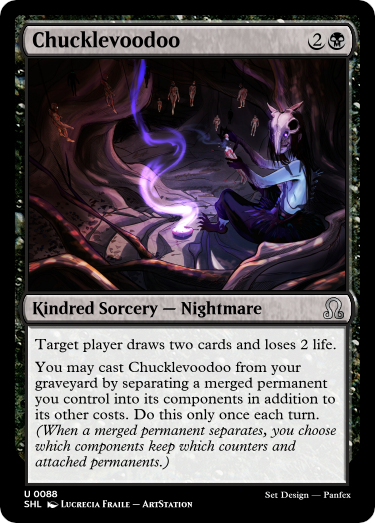 Chucklevoodoo 2
Kindred Sorcery — Nightmare
Target player draws two cards and loses 2 life.
You may cast Chucklevoodoo from your
graveyard by separating a merged permanent
you control into its components in addition to
its other costs. Do this only once each turn.
(When a merged permanent separates, you choose
which components keep which counters and
attached permanents.)
U 0088
SHL LUCRECIA FRAILE — ARTSTATION
Set Design — Panfex